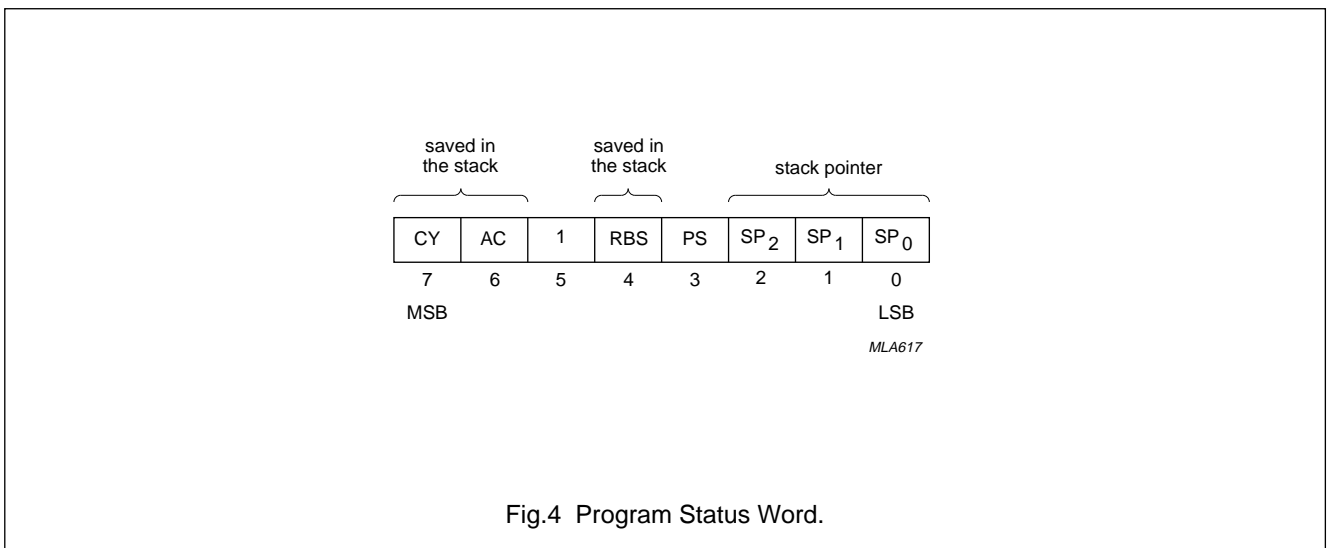 saved in
the stack
saved in
the stack
stack pointer
CY AC 1 RBS PS SP2 SP1 SP0
7 6 5 4 3 2 1 0
MSB LSB
MLA617
Fig.4 Program Status Word.